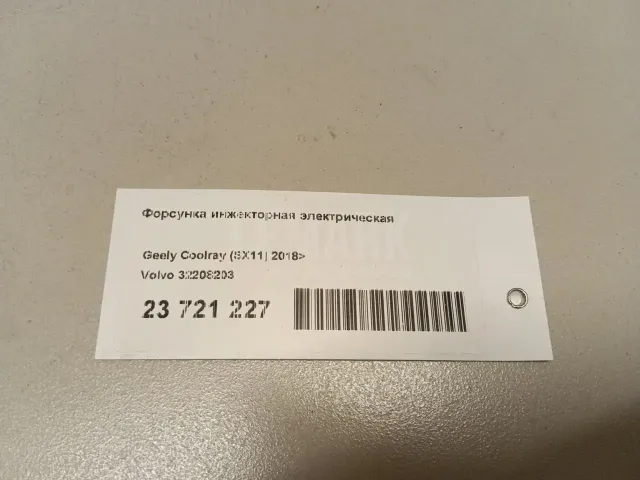 Форсунка инжекторная электрическая
Geely Coolray (SX11) 2018>
Volvo 32208203
23 721 227